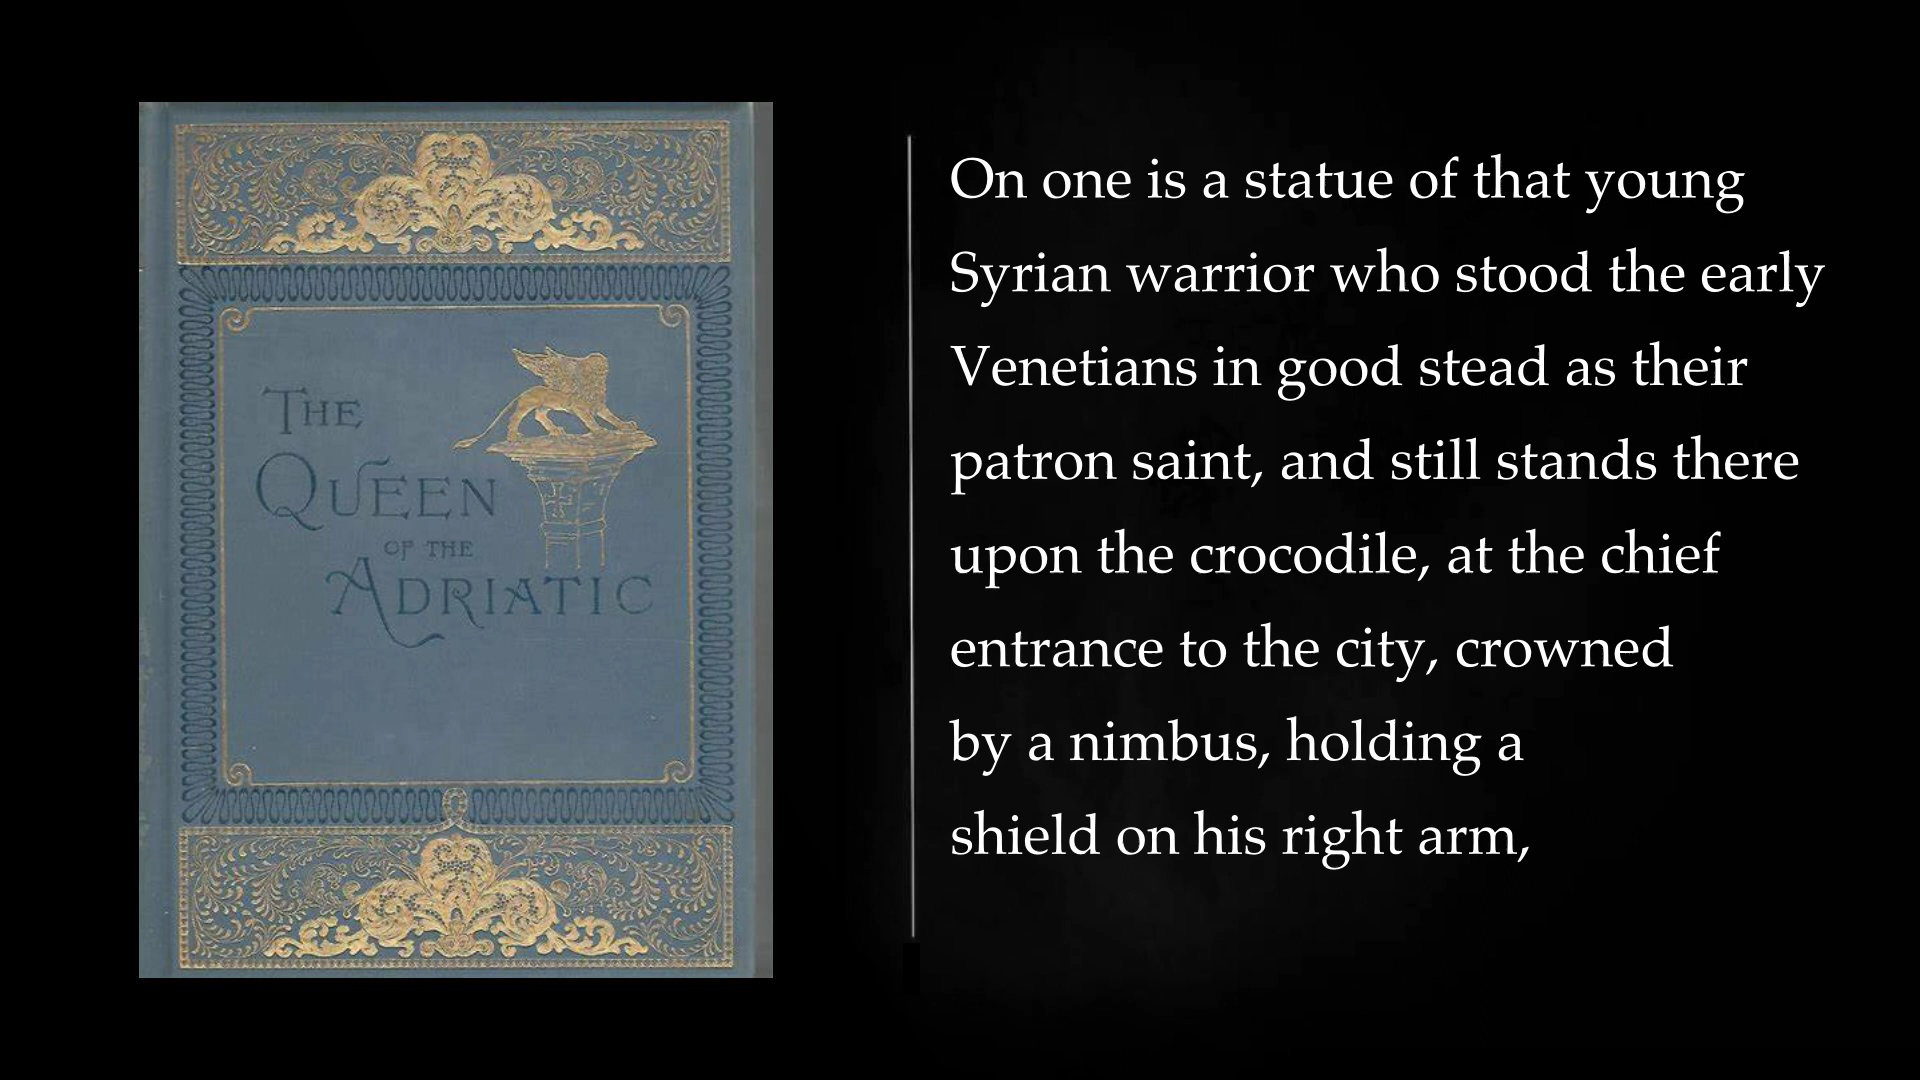 THE
QUEEN
OF THE
ADRIATIC
On one is a statue of that young
Syrian warrior who stood the early
Venetians in good stead as their
patron saint, and still stands there
upon the crocodile, at the chief
entrance to the city, crowned
by a nimbus, holding a
shield on his right arm,